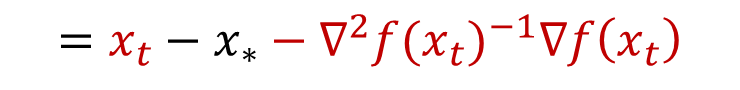 = x_t − x_* − ∇²f(x_t)⁻¹∇f(x_t)